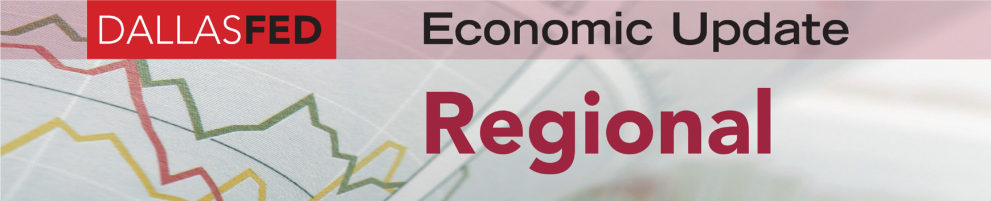 DALLASFED Economic Update
Regional